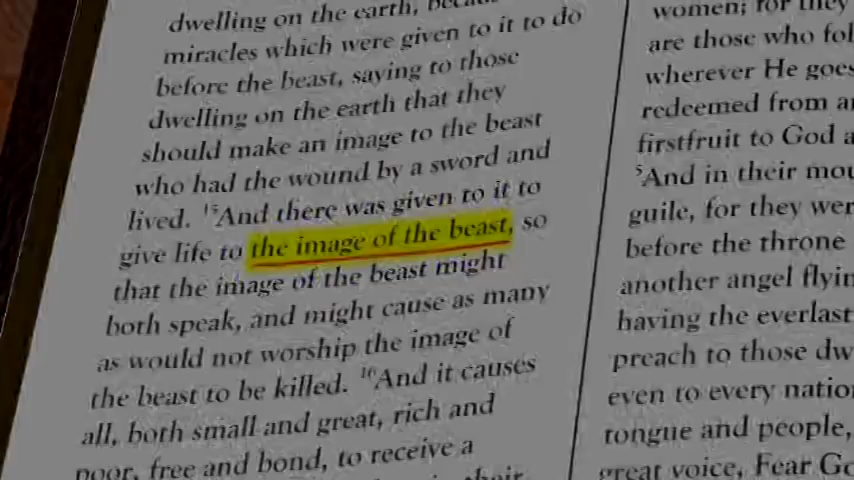 dwelling on the earth,
miracles which were given to it to do
before the beast, saying to those
dwelling on the earth that they
should make an image to the beast
who had the wound by a sword and
lived. 15And there was given to it to
give life to the image of the beast, so
that the image of the beast might
both speak, and might cause as many
as would not worship the image of
the beast to be killed. 16And it causes
all, both small and great, rich and
poor, free and bond, to receive a
their
women; for they
are those who fol
wherever He goes
redeemed from a
firstfruit to God a
5And in their mou
guile, for they wer
before the throne
another angel flyin
having the everlast
preach to those dw
even to every natio
tongue and people,
great voice, Fear Go